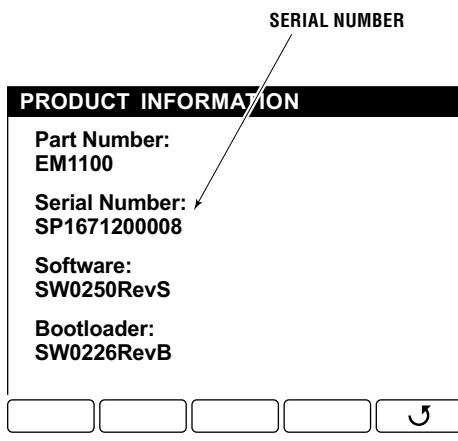 SERIAL NUMBER
PRODUCT INFORMATION
Part Number:
EM1100
Serial Number:
SP1671200008
Software:
SW0250RevS
Bootloader:
SW0226RevB